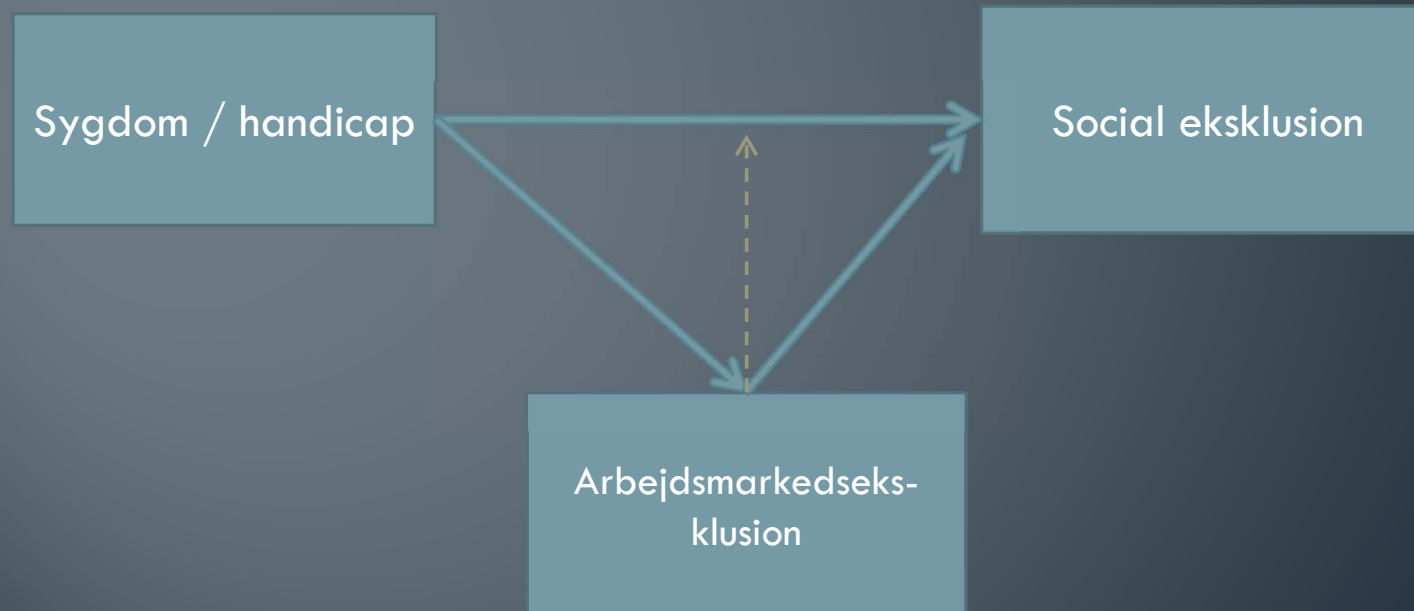 Sygdom / handicap
Social eksklusion
Arbejdsmarkedseks-
klusion